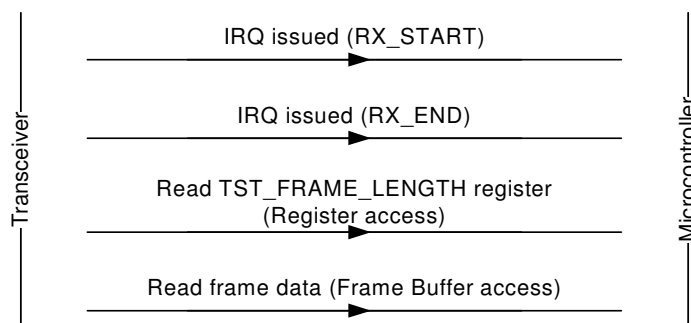 IRQ issued (RX_START)
IRQ issued (RX_END)
Read TST_FRAME_LENGTH register
(Register access)
Read frame data (Frame Buffer access)
Transceiver
Microcontroller